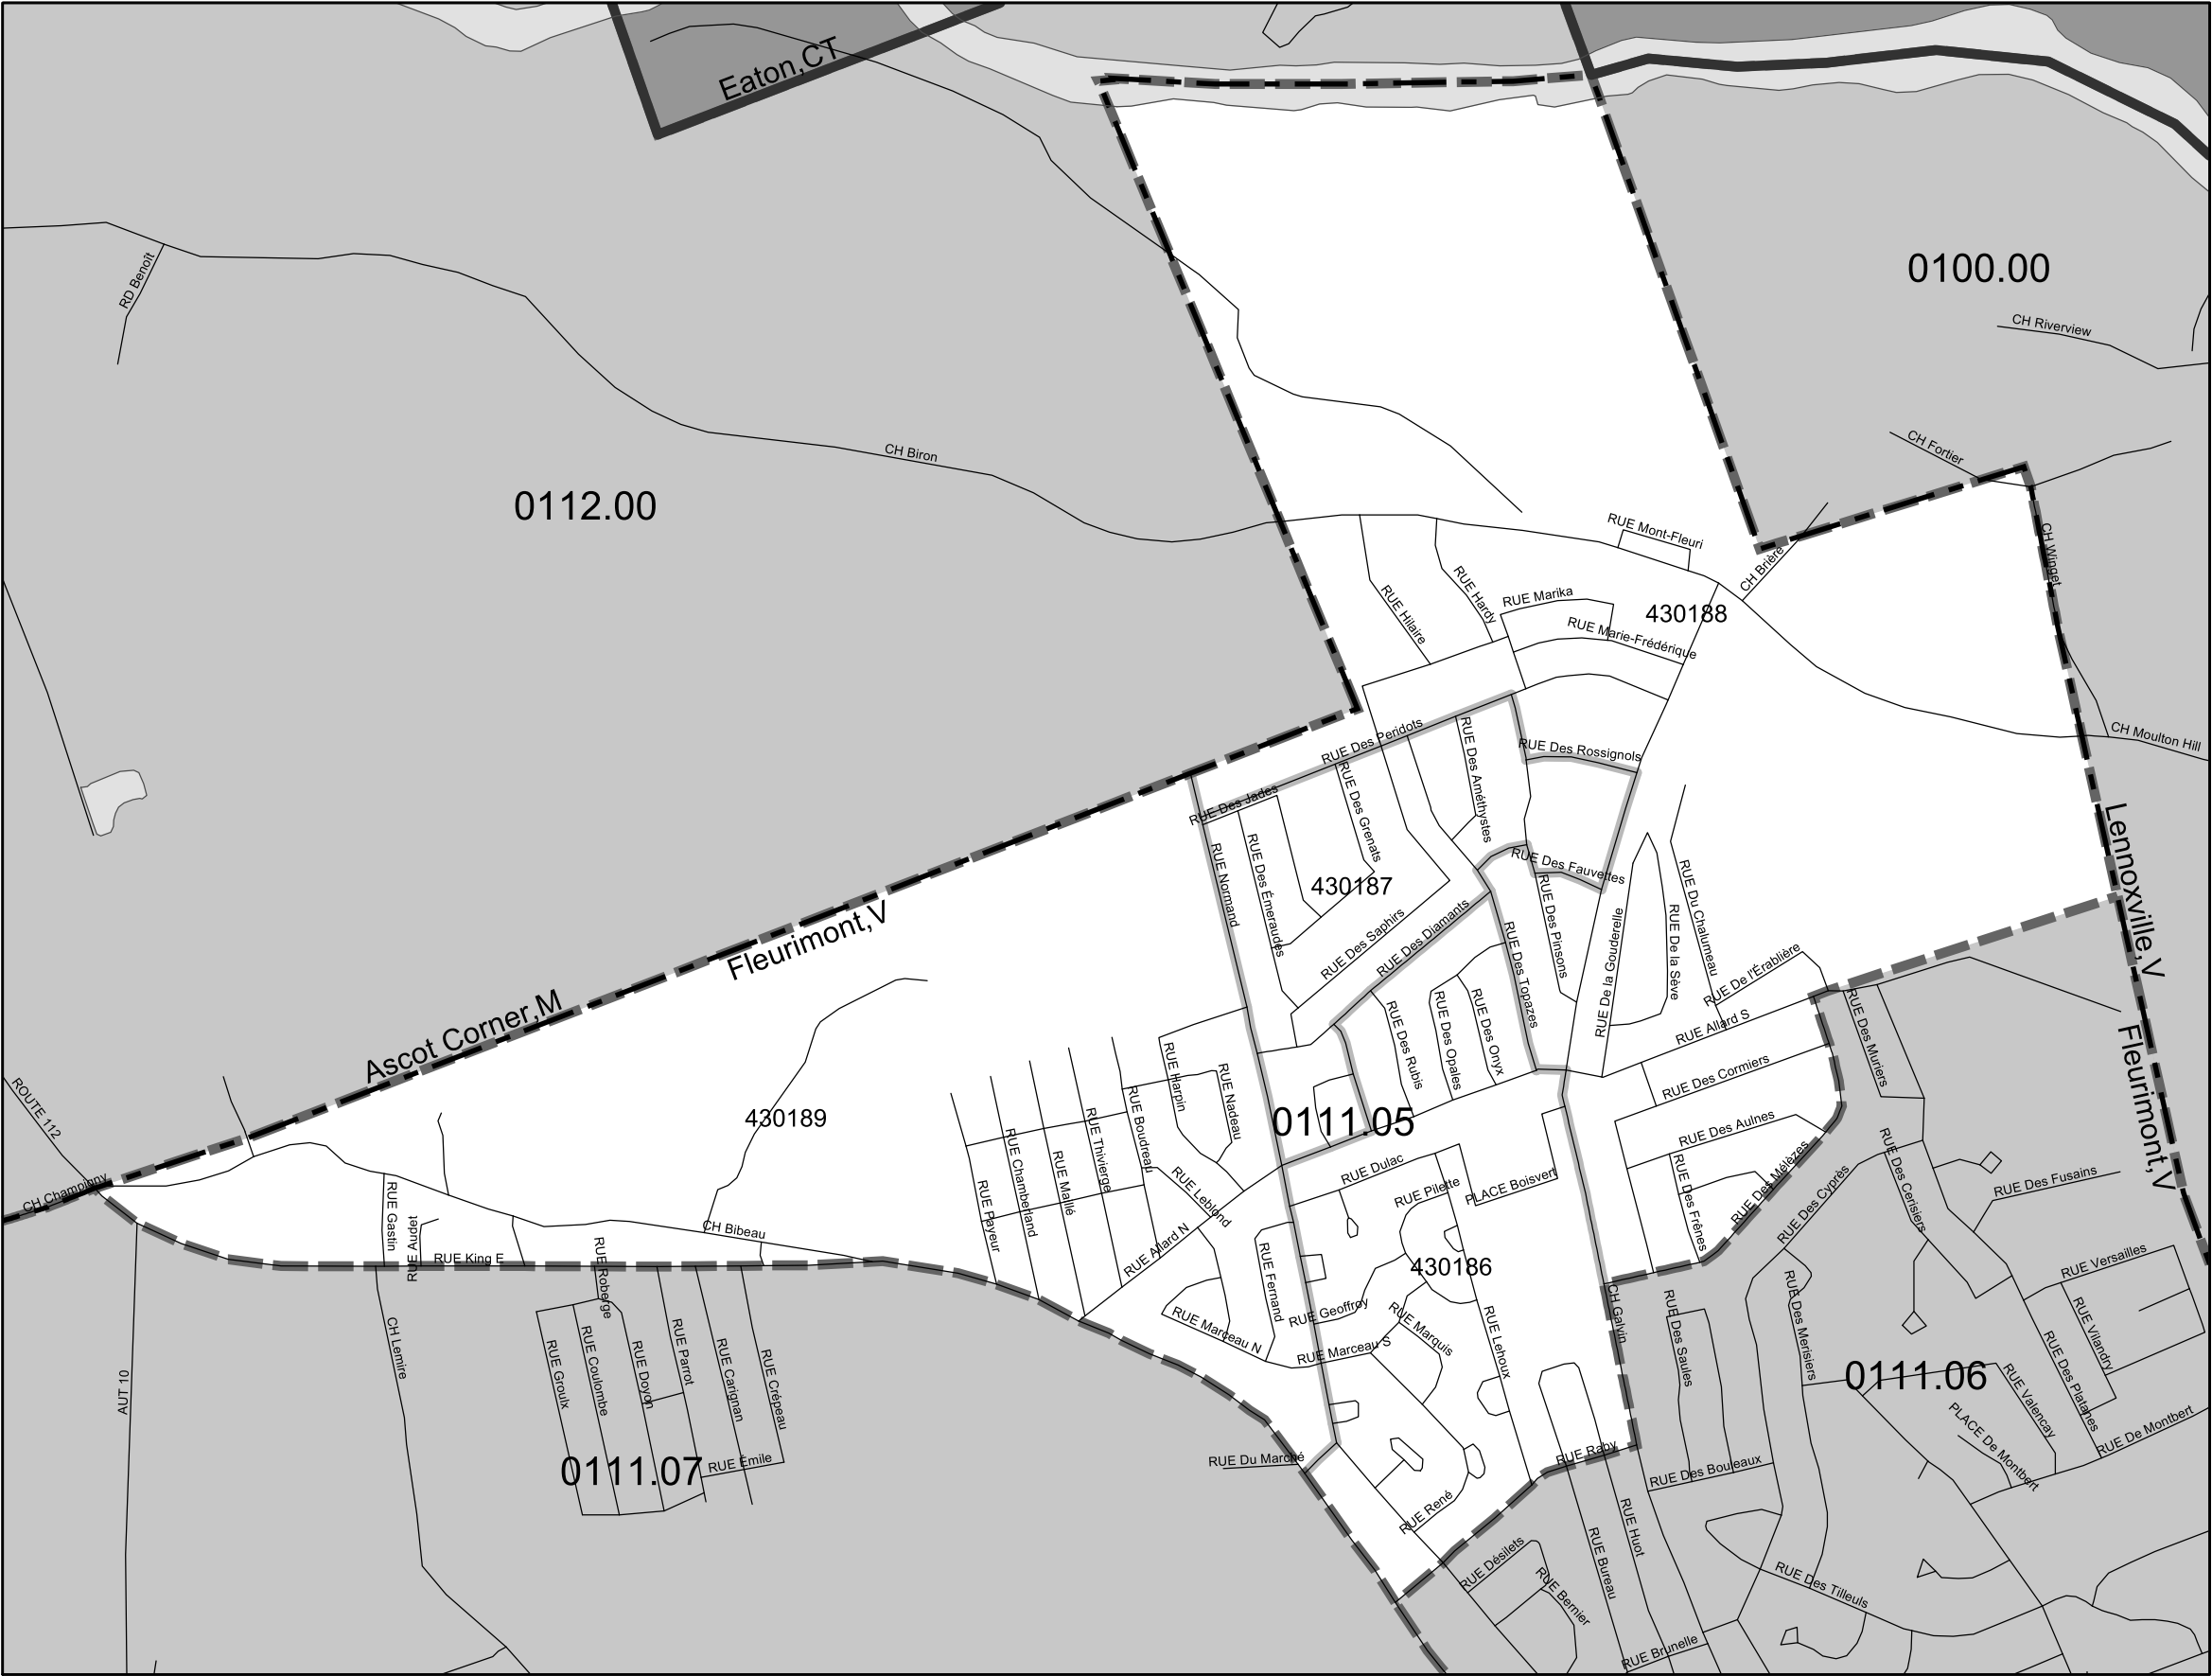 Eaton,CT
0100.00
RD Benoît
CH Riverview
CH Fortier
CH Biron
0112.00
RUE Mont-Fleuri
CH Brière
CH Winget
RUE Hilaire
RUE Hardy
RUE Marika
430188
RUE Marie-Frédérique
RUE Des Peridots
RUE Des Rossignols
CH Moulton Hill
RUE Des Jades
RUE Des Grenats
RUE Des Améthystes
RUE Normand
RUE Des Émeraudes
430187
RUE Des Fauvettes
RUE Des Saphirs
RUE Des Diamants
RUE Des Pinsons
RUE De la Gouderelle
RUE De la Sève
RUE Du Chalumeau
Lennoxville,V
Fleurimont,V
Fleurimont,V
Ascot Corner,M
RUE De l'Érablière
RUE Des Topazes
RUE Des Rubis
RUE Des Opales
RUE Des Onyx
RUE Allard S
RUE Des Muriers
RUE Des Cormiers
ROUTE 112
430189
RUE Harpin
RUE Nadeau
RUE Boudreau
RUE Thivierge
RUE Mallé
RUE Chamberland
RUE Payeur
0111.05
RUE Des Aulnes
RUE Des Mélèzes
RUE Des Frênes
RUE Des Cyprès
RUE Des Cerisiers
RUE Des Fusains
CH Champigny
RUE Gastin
RUE Audet
RUE King E
RUE Roberge
CH Bibeau
RUE Leblond
RUE Allard N
RUE Dulac
RUE Pilette
PLACE Boisvert
430186
RUE Fernand
RUE Geoffroy
RUE Marceau N
RUE Marceau S
RUE Marquis
RUE Lehoux
CH Galvin
RUE Des Saules
RUE Des Merisiers
RUE Versailles
RUE Vilandry
RUE Des Platanes
0111.06
RUE Valencay
PLACE De Montbert
RUE De Montbert
AUT 10
CH Lemire
RUE Groulx
RUE Coulombe
RUE Doyon
RUE Parrot
RUE Carignan
RUE Crépeau
0111.07
RUE Émile
RUE Du Marché
RUE Raby
RUE Des Bouleaux
RUE René
RUE Désilets
RUE Bernier
RUE Bureau
RUE Huot
RUE Des Tilleuls
RUE Brunelle